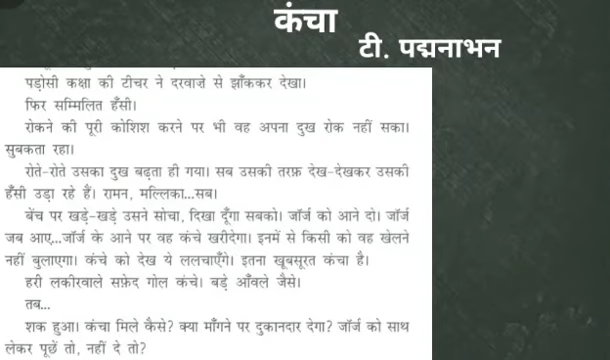 कंचा
टी. पद्मनाभन
पड़ोसी कक्षा की टीचर ने दरवाजे से झाँककर देखा।
फिर सम्मिलित हँसी।
रोकने की पूरी कोशिश करने पर भी वह अपना दुख रोक नहीं सका।
सुबकता रहा।
रोते-रोते उसका दुख बढ़ता ही गया। सब उसकी तरफ़ देख-देखकर उसकी
हँसी उड़ा रहे हैं। रामन, मल्लिका...सब।
बेंच पर खड़े-खड़े उसने सोचा, दिखा दूँगा सबको। जॉर्ज को आने दो। जॉर्ज
जब आए...जॉर्ज के आने पर वह कंचे खरीदेगा। इनमें से किसी को वह खेलने
नहीं बुलाएगा। कंचे को देख ये ललचाएँगे। इतना खूबसूरत कंचा है।
हरी लकीरवाले सफ़ेद गोल कंचे। बड़े आँवले जैसे।
तब...
शक हुआ। कंचा मिले कैसे? क्या माँगने पर दुकानदार देगा? जॉर्ज को साथ
लेकर पूछें तो, नहीं दे तो?